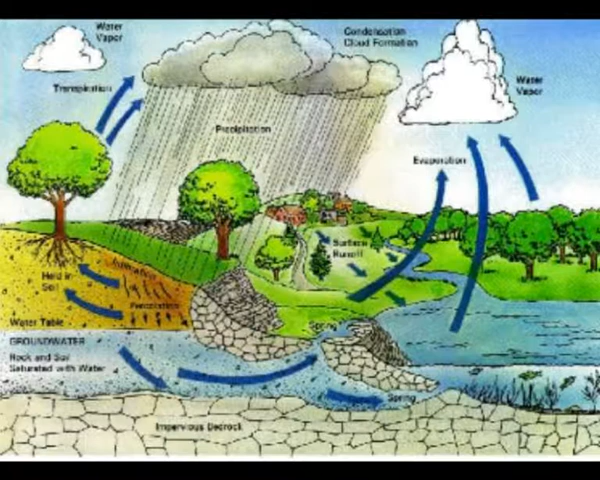 Water
Vapor
Condensation
Cloud Formation
Transpiration
Water
Vapor
Precipitation
Evaporation
Surface
Runoff
Held in
Soil
Percolation
Water Table
Spring
GROUNDWATER
Rock and Soil
Saturated with Water
Spring
Impervious Bedrock